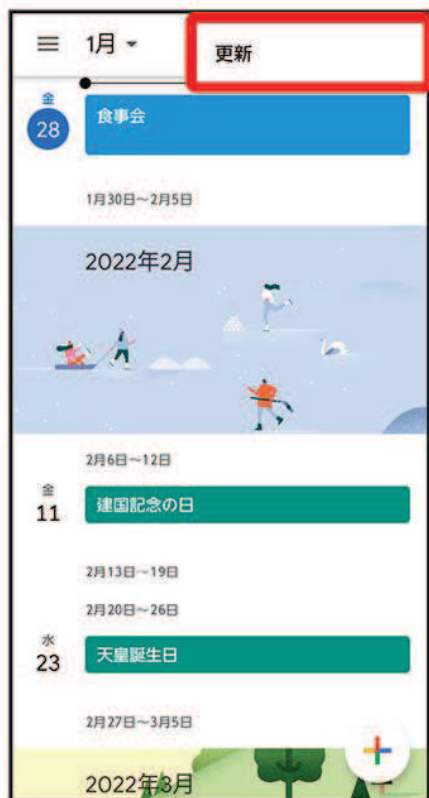 1月
更新
金
28
食事会
1月30日～2月5日
2022年2月
2月6日～12日
金
11
建国記念の日
2月13日～19日
2月20日～26日
水
23
天皇誕生日
2月27日～3月5日
2022年3月